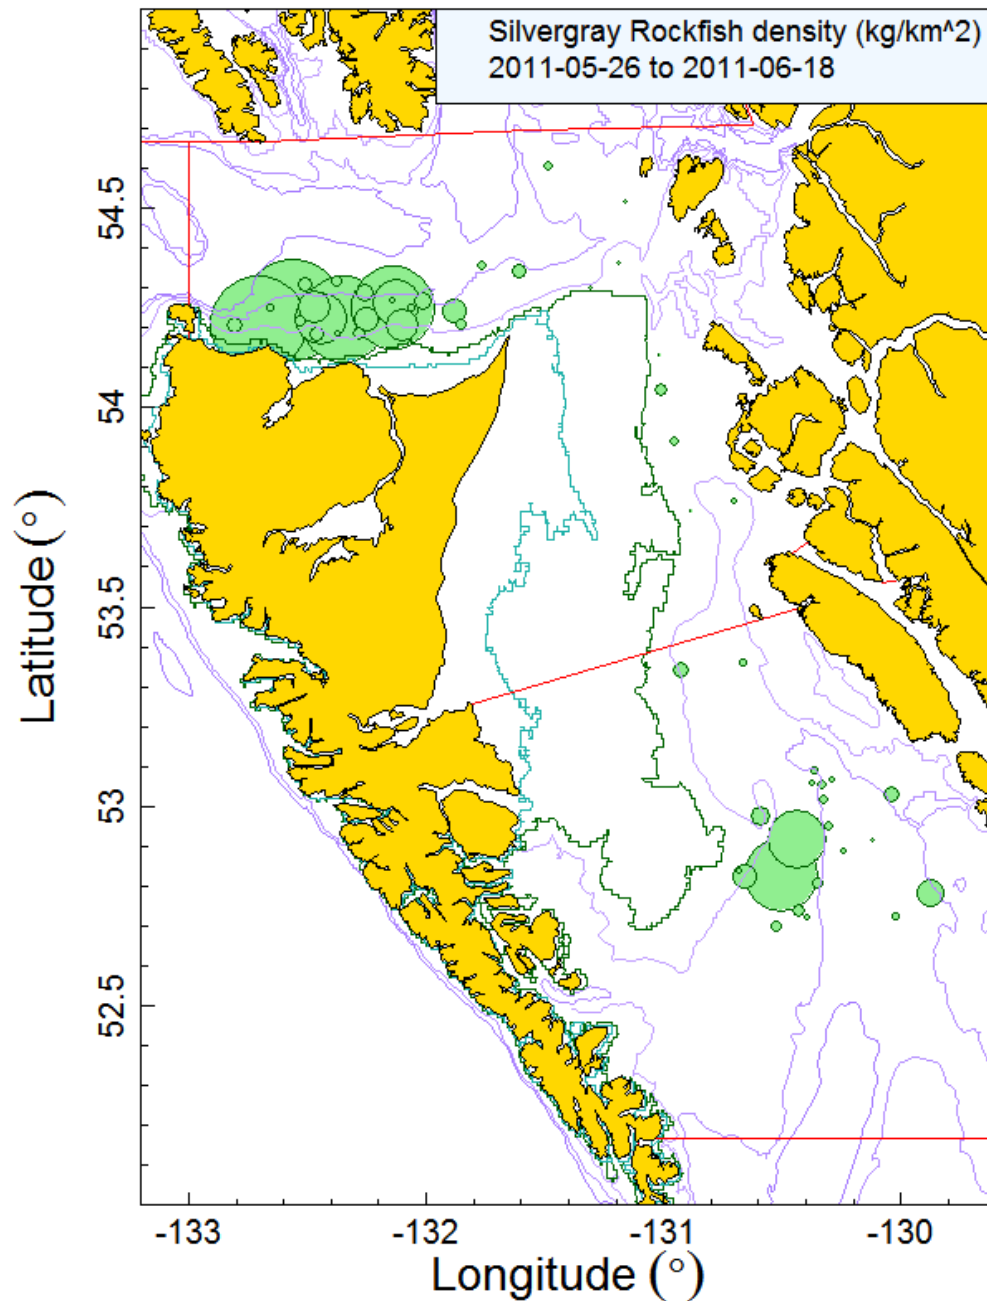 Silvergray Rockfish density (kg/km^2)
2011-05-26 to 2011-06-18
54.5
54
53.5
53
52.5
Latitude (°)
-133
-132
-131
-130
Longitude (°)